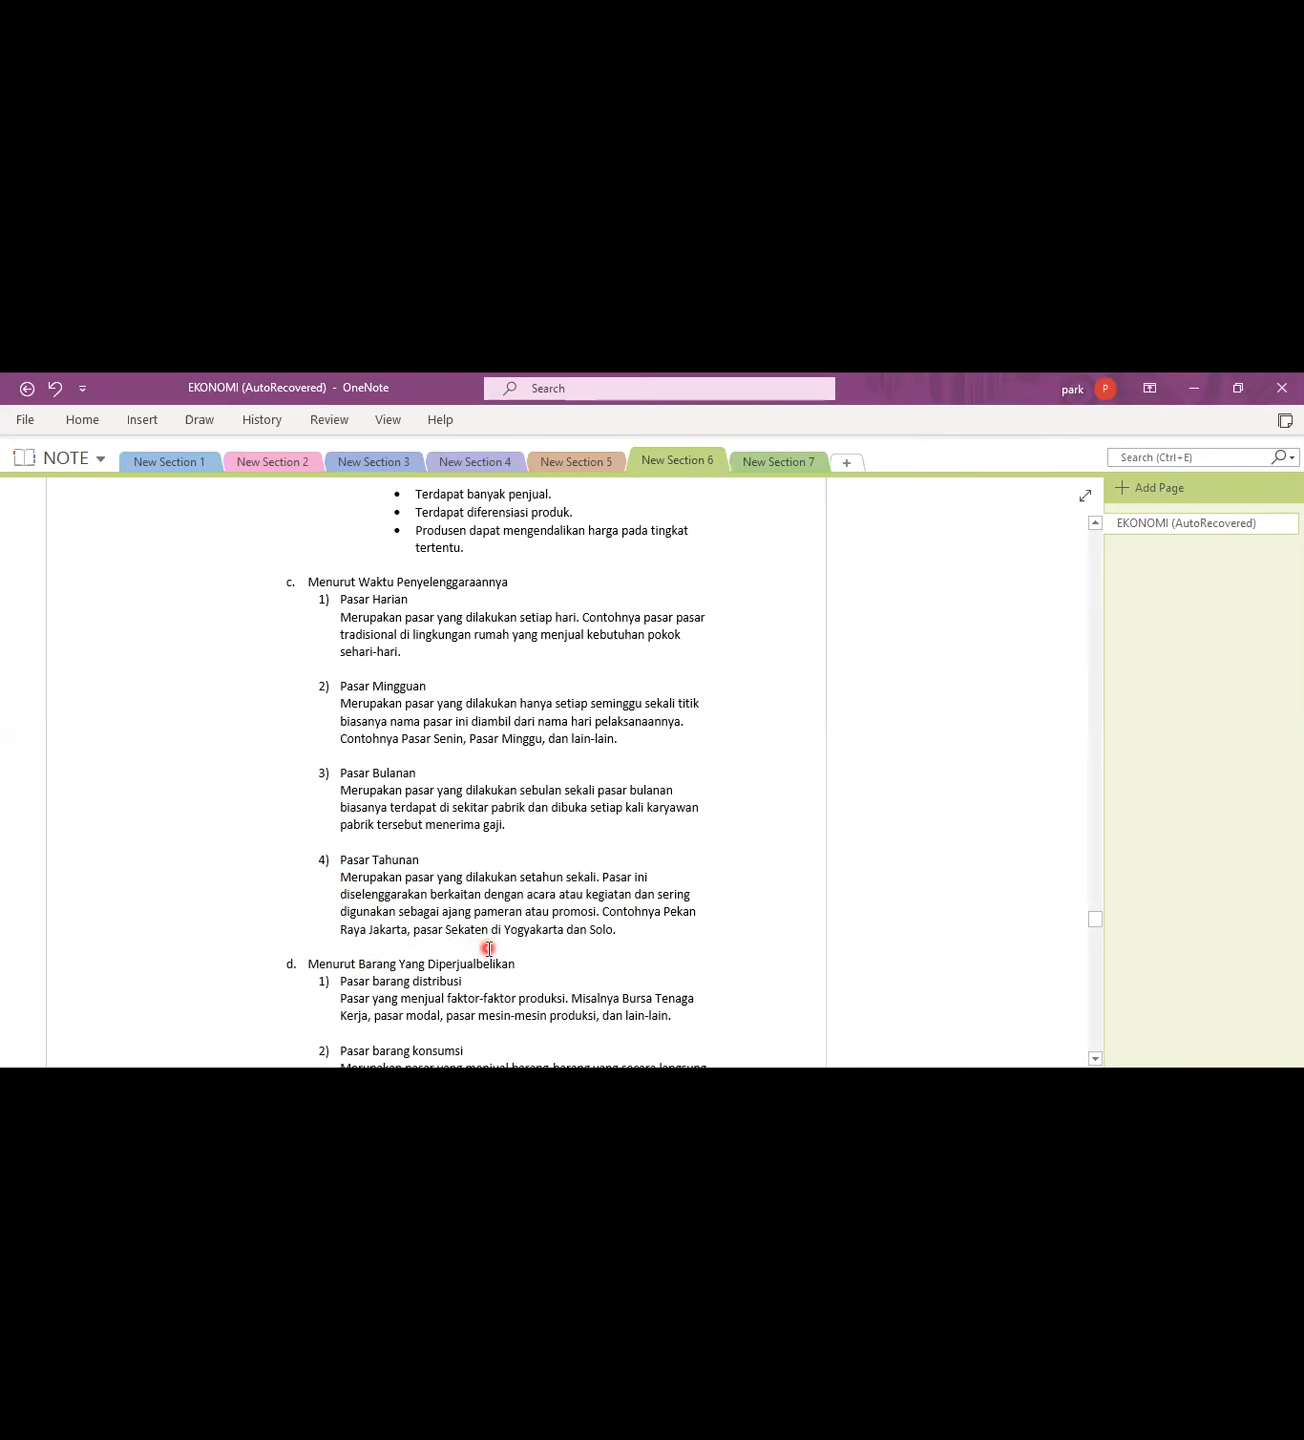 EKONOMI (AutoRecovered) - OneNote
Search
park
P
File Home Insert Draw History Review View Help
NOTE
New Section 1
New Section 2
New Section 3
New Section 4
New Section 5
New Section 6
New Section 7
Search (Ctrl+E)
Add Page
EKONOMI (AutoRecovered)
• Terdapat banyak penjual.
• Terdapat diferensiasi produk.
• Produsen dapat mengendalikan harga pada tingkat
tertentu.
c. Menurut Waktu Penyelenggaraannya
1) Pasar Harian
Merupakan pasar yang dilakukan setiap hari. Contohnya pasar pasar
tradisional di lingkungan rumah yang menjual kebutuhan pokok
sehari-hari.
2) Pasar Mingguan
Merupakan pasar yang dilakukan hanya setiap seminggu sekali titik
biasanya nama pasar ini diambil dari nama hari pelaksanaannya.
Contohnya Pasar Senin, Pasar Minggu, dan lain-lain.
3) Pasar Bulanan
Merupakan pasar yang dilakukan sebulan sekali pasar bulanan
biasanya terdapat di sekitar pabrik dan dibuka setiap kali karyawan
pabrik tersebut menerima gaji.
4) Pasar Tahunan
Merupakan pasar yang dilakukan setahun sekali. Pasar ini
diselenggarakan berkaitan dengan acara atau kegiatan dan sering
digunakan sebagai ajang pameran atau promosi. Contohnya Pekan
Raya Jakarta, pasar Sekaten di Yogyakarta dan Solo.
d. Menurut Barang Yang Diperjualbelikan
1) Pasar barang distribusi
Pasar yang menjual faktor-faktor produksi. Misalnya Bursa Tenaga
Kerja, pasar modal, pasar mesin-mesin produksi, dan lain-lain.
2) Pasar barang konsumsi
Merupakan pasar yang menjual barang-barang yang secara langsung